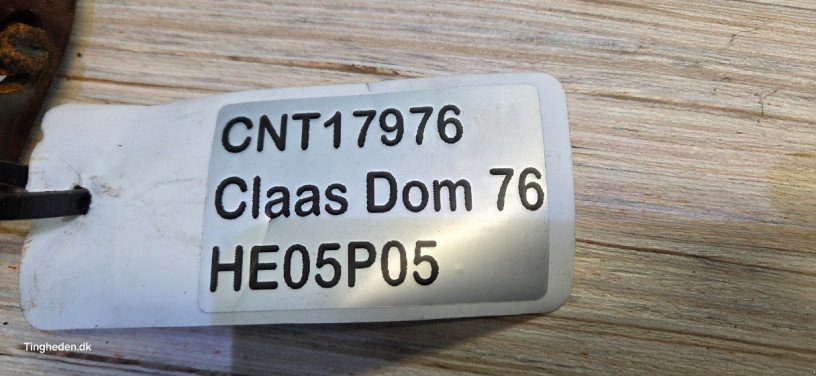 CNT17976
Claas Dom 76
HE05P05
Tingheden.dk